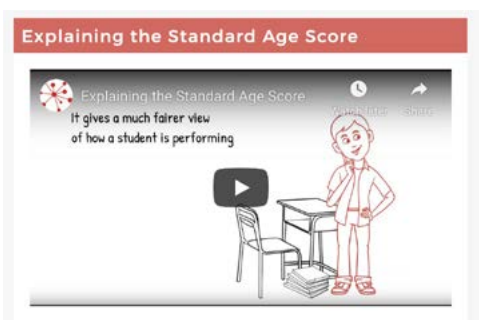 Explaining the Standard Age Score
Explaining the Standard Age Score
Watch later
Share
It gives a much fairer view
of how a student is performing